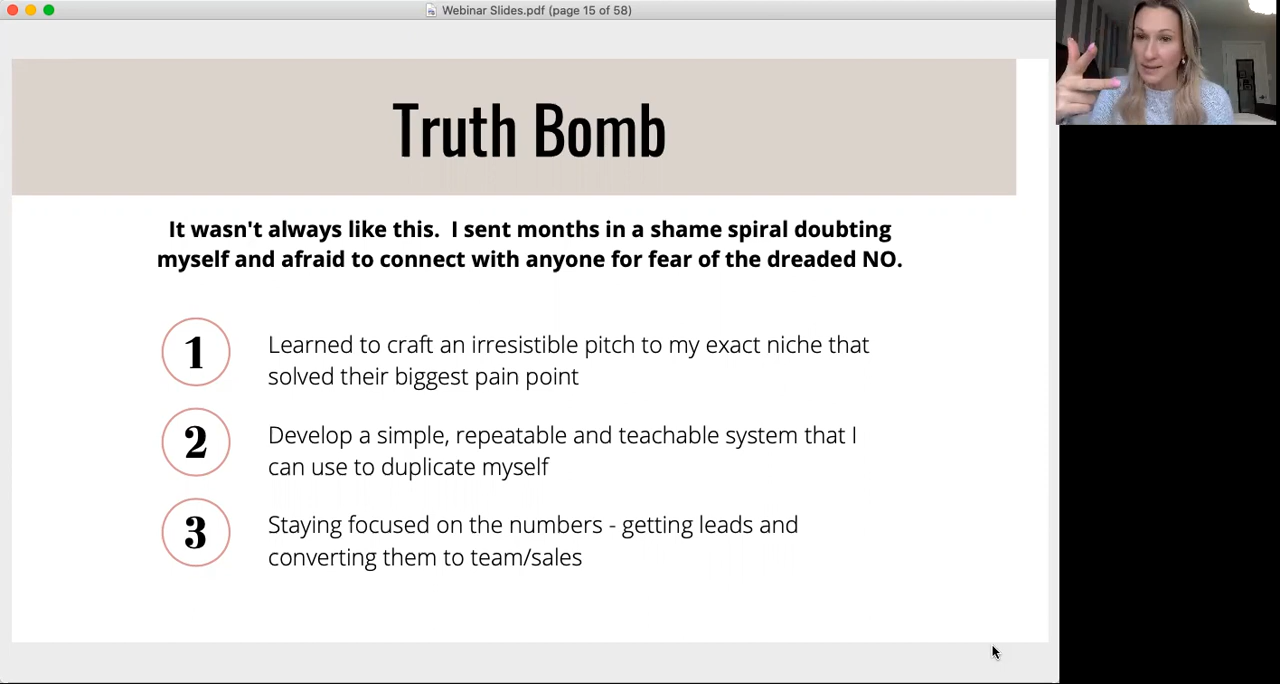 Webinar Slides.pdf (page 15 of 58)
Truth Bomb
It wasn't always like this.  I sent months in a shame spiral doubting
myself and afraid to connect with anyone for fear of the dreaded NO.
1
Learned to craft an irresistible pitch to my exact niche that
solved their biggest pain point
2
Develop a simple, repeatable and teachable system that I
can use to duplicate myself
3
Staying focused on the numbers - getting leads and
converting them to team/sales